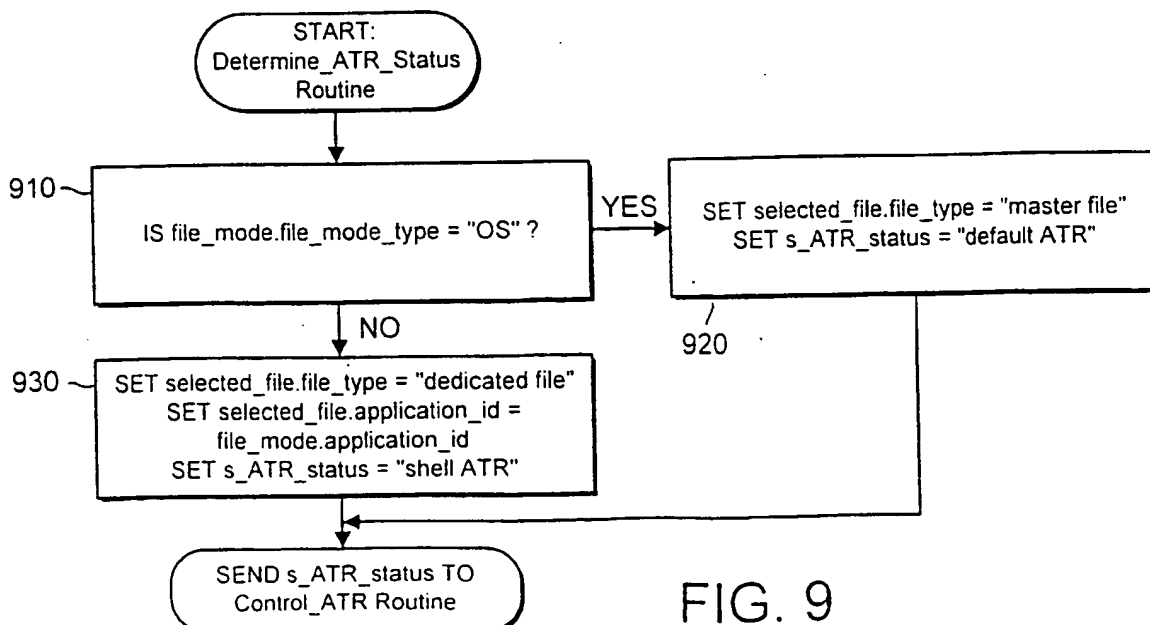 START:
Determine_ATR_Status
Routine
910
IS file_mode.file_mode_type = "OS" ?
YES
SET selected_file.file_type = "master file"
SET s_ATR_status = "default ATR"
920
NO
930
SET selected_file.file_type = "dedicated file"
SET selected_file.application_id =
file_mode.application_id
SET s_ATR_status = "shell ATR"
SEND s_ATR_status TO
Control_ATR Routine
FIG. 9